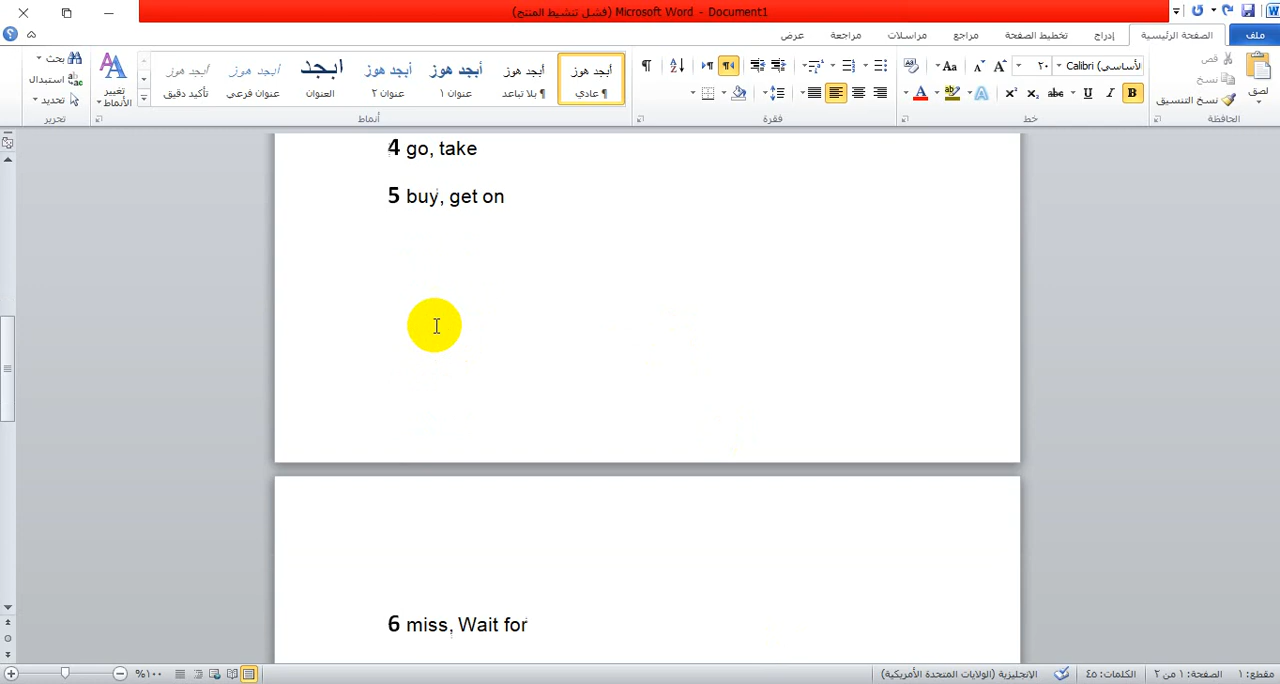 Document1 - Microsoft Word (فشل تنشيط المنتج)
ملف
الصفحة الرئيسية
إدراج
تخطيط الصفحة
مراجع
مراسلات
مراجعة
عرض
لصق
قص
نسخ
نسخ التنسيق
الحافظة
Calibri (الأساسي)
٢٠
خط
فقرة
أبجد هوز
¶ عادي
أبجد هوز
¶ بلا تباعد
أبجد هوز
عنوان ١
أبجد هوز
عنوان ٢
ابجد
العنوان
أبجد هوز
عنوان فرعي
أبجد هوز
تأكيد دقيق
أنماط
تغيير
الأنماط
بحث
استبدال
تحديد
تحرير
4 go, take
5 buy, get on
6 miss, Wait for
مقطع: ١
الصفحة: ١ من ٢
الكلمات: ٤٥
الإنجليزية (الولايات المتحدة الأمريكية)
%١٠٠